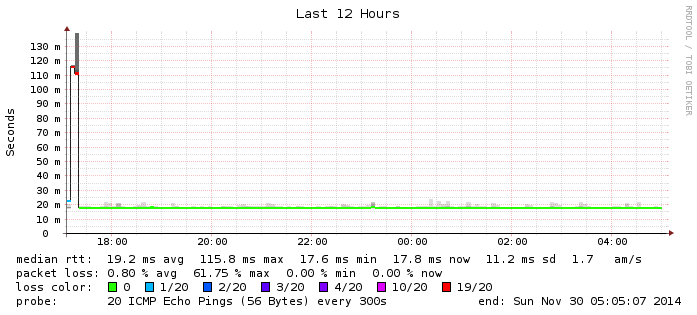 Last 12 Hours
RRDTOOL / TOBI OETIKER
Seconds
130 m
120 m
110 m
100 m
90 m
80 m
70 m
60 m
50 m
40 m
30 m
20 m
10 m
0
18:00 20:00 22:00 00:00 02:00 04:00
median rtt: 19.2 ms avg 115.8 ms max 17.6 ms min 17.8 ms now 11.2 ms sd 1.7 am/s
packet loss: 0.80 % avg 61.75 % max 0.00 % min 0.00 % now
loss color: 0 1/20 2/20 3/20 4/20 10/20 19/20
probe: 20 ICMP Echo Pings (56 Bytes) every 300s end: Sun Nov 30 05:05:07 2014